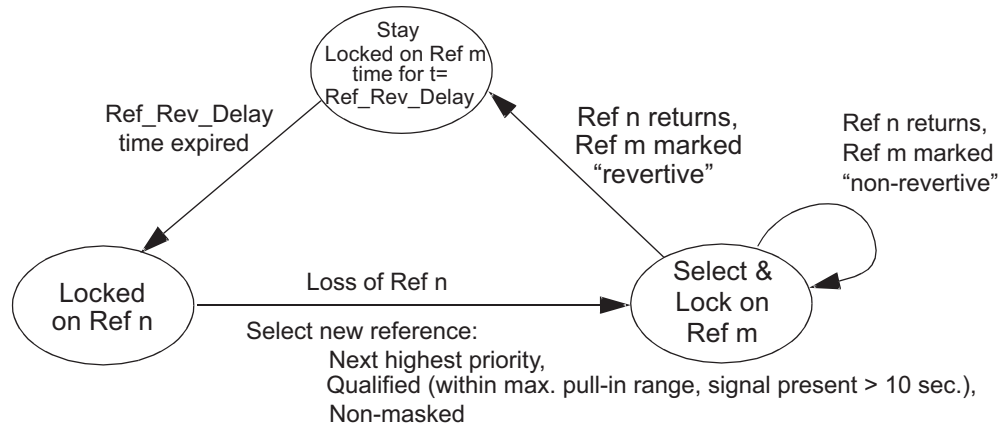 Stay
Locked on Ref m
time for t=
Ref_Rev_Delay
Ref_Rev_Delay
time expired
Ref n returns,
Ref m marked
“revertive”
Ref n returns,
Ref m marked
“non-revertive”
Locked
on Ref n
Loss of Ref n
Select &
Lock on
Ref m
Select new reference:
Next highest priority,
Qualified (within max. pull-in range, signal present > 10 sec.),
Non-masked